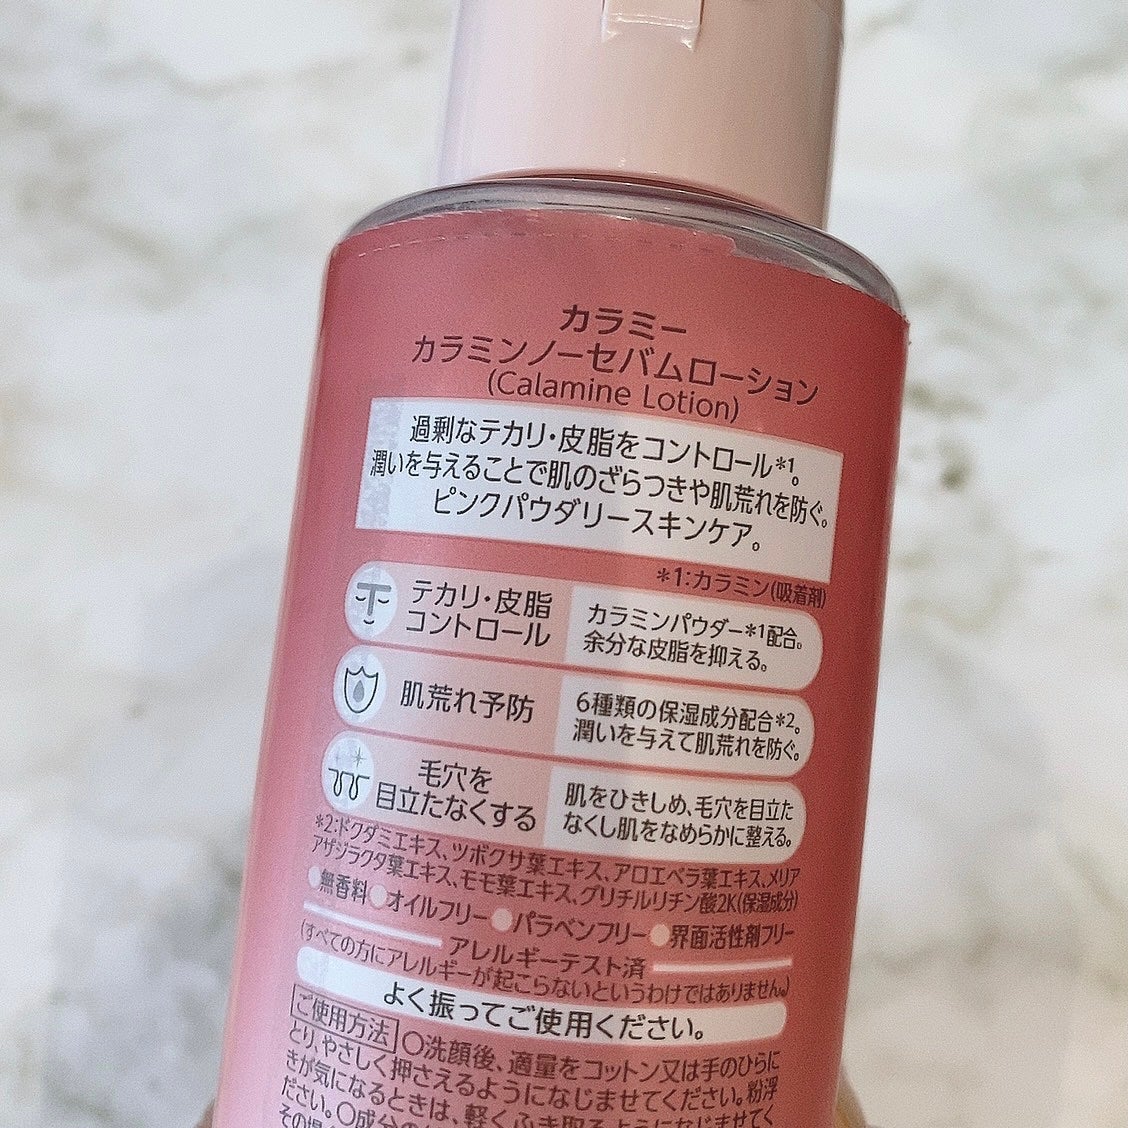 カラミー
カラミンノーセバムローション
(Calamine Lotion)
過剰なテカリ・皮脂をコントロール*1。
潤いを与えることで肌のざらつきや肌荒れを防ぐ。
ピンクパウダリースキンケア。
*1:カラミン(吸着剤)
テカリ・皮脂
コントロール
カラミンパウダー*1配合。
余分な皮脂を抑える。
肌荒れ予防
6種類の保湿成分配合*2。
潤いを与えて肌荒れを防ぐ。
毛穴を
目立たなくする
肌をひきしめ、毛穴を目立た
なくし肌をなめらかに整える。
*2:ドクダミエキス、ツボクサ葉エキス、アロエベラ葉エキス、メリア
アザジラクタ葉エキス、モモ葉エキス、グリチルリチン酸2K(保湿成分)
無香料 オイルフリー パラベンフリー 界面活性剤フリー
アレルギーテスト済
(すべての方にアレルギーが起こらないというわけではありません。)
よく振ってご使用ください。
ご使用方法 〇洗顔後、適量をコットン又は手のひらに
とり、やさしく押さえるようになじませてください。粉浮
きが気になるときは、軽くふき取るようになじませてく
ださい。〇成分の